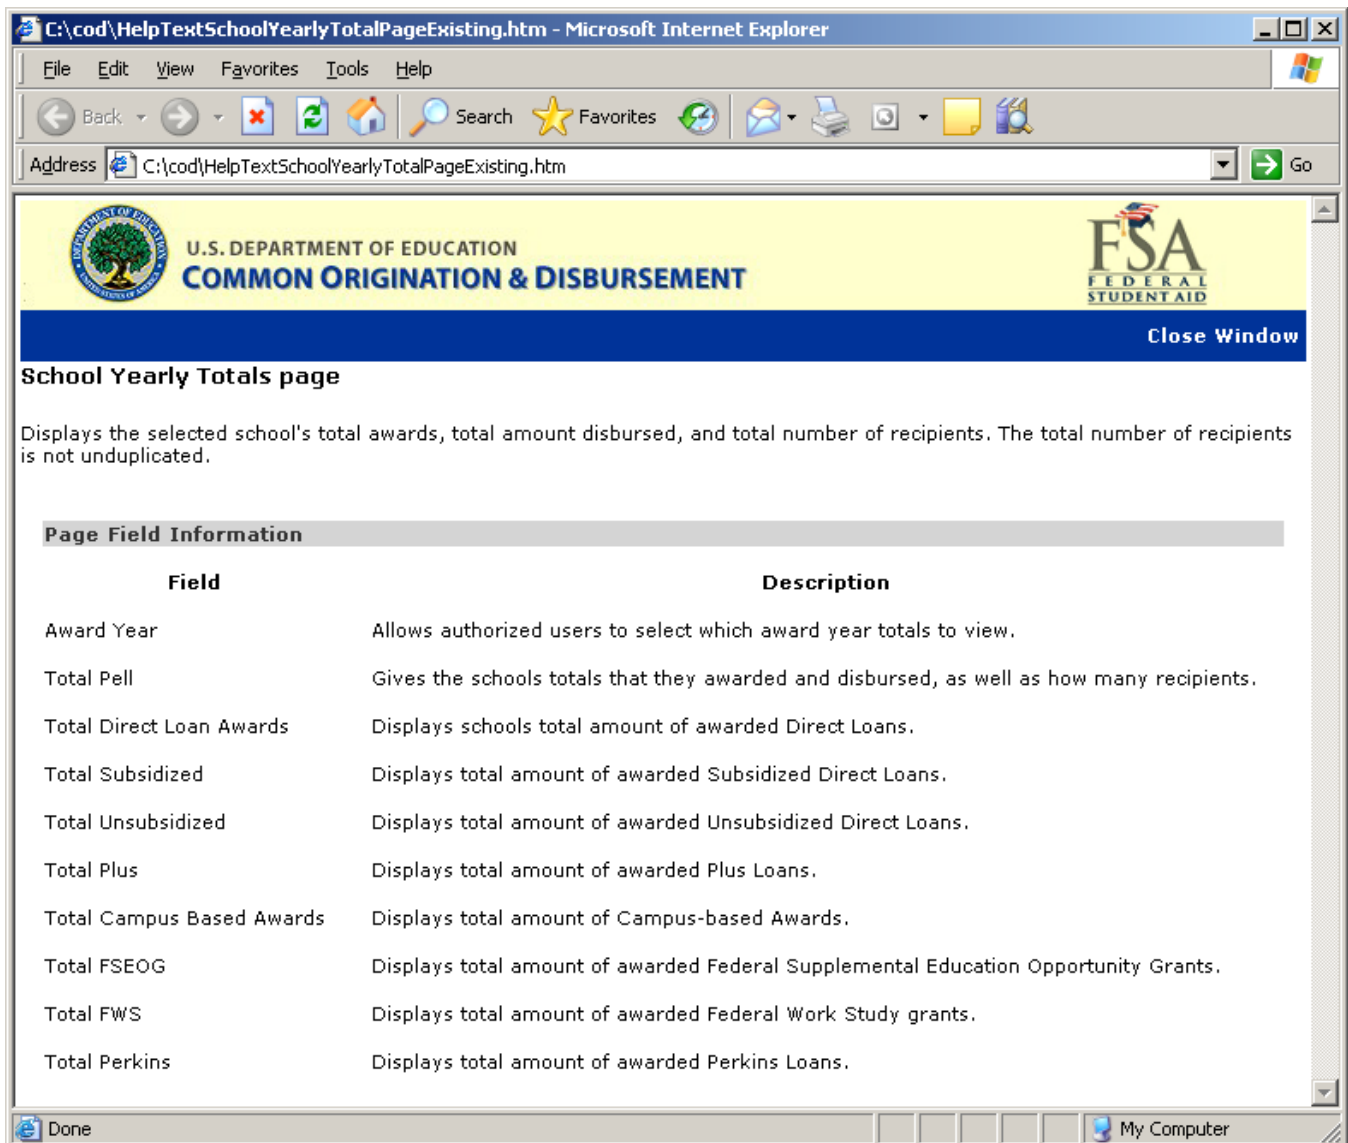 C:\cod\HelpTextSchoolYearlyTotalPageExisting.htm - Microsoft Internet Explorer
File Edit View Favorites Tools Help
Back Search Favorites
Address C:\cod\HelpTextSchoolYearlyTotalPageExisting.htm Go
U.S. DEPARTMENT OF EDUCATION
COMMON ORIGINATION & DISBURSEMENT
FSA
FEDERAL
STUDENT AID
Close Window
School Yearly Totals page
Displays the selected school's total awards, total amount disbursed, and total number of recipients. The total number of recipients
is not unduplicated.
Page Field Information
Field Description
Award Year Allows authorized users to select which award year totals to view.
Total Pell Gives the schools totals that they awarded and disbursed, as well as how many recipients.
Total Direct Loan Awards Displays schools total amount of awarded Direct Loans.
Total Subsidized Displays total amount of awarded Subsidized Direct Loans.
Total Unsubsidized Displays total amount of awarded Unsubsidized Direct Loans.
Total Plus Displays total amount of awarded Plus Loans.
Total Campus Based Awards Displays total amount of Campus-based Awards.
Total FSEOG Displays total amount of awarded Federal Supplemental Education Opportunity Grants.
Total FWS Displays total amount of awarded Federal Work Study grants.
Total Perkins Displays total amount of awarded Perkins Loans.
Done My Computer